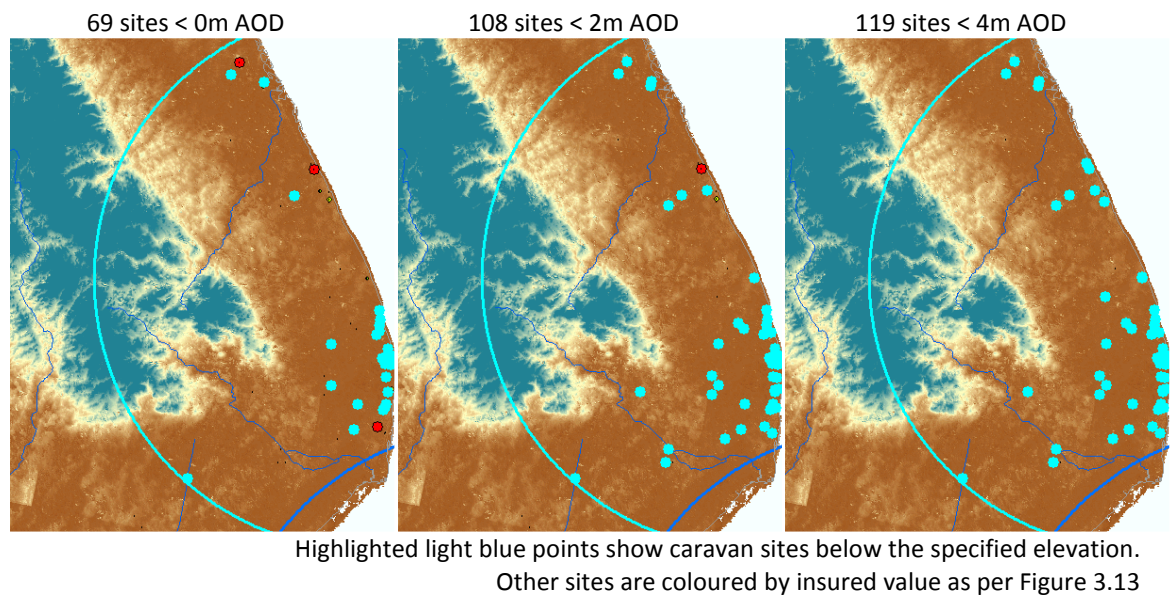 69 sites < 0m AOD
108 sites < 2m AOD
119 sites < 4m AOD
Highlighted light blue points show caravan sites below the specified elevation.
Other sites are coloured by insured value as per Figure 3.13